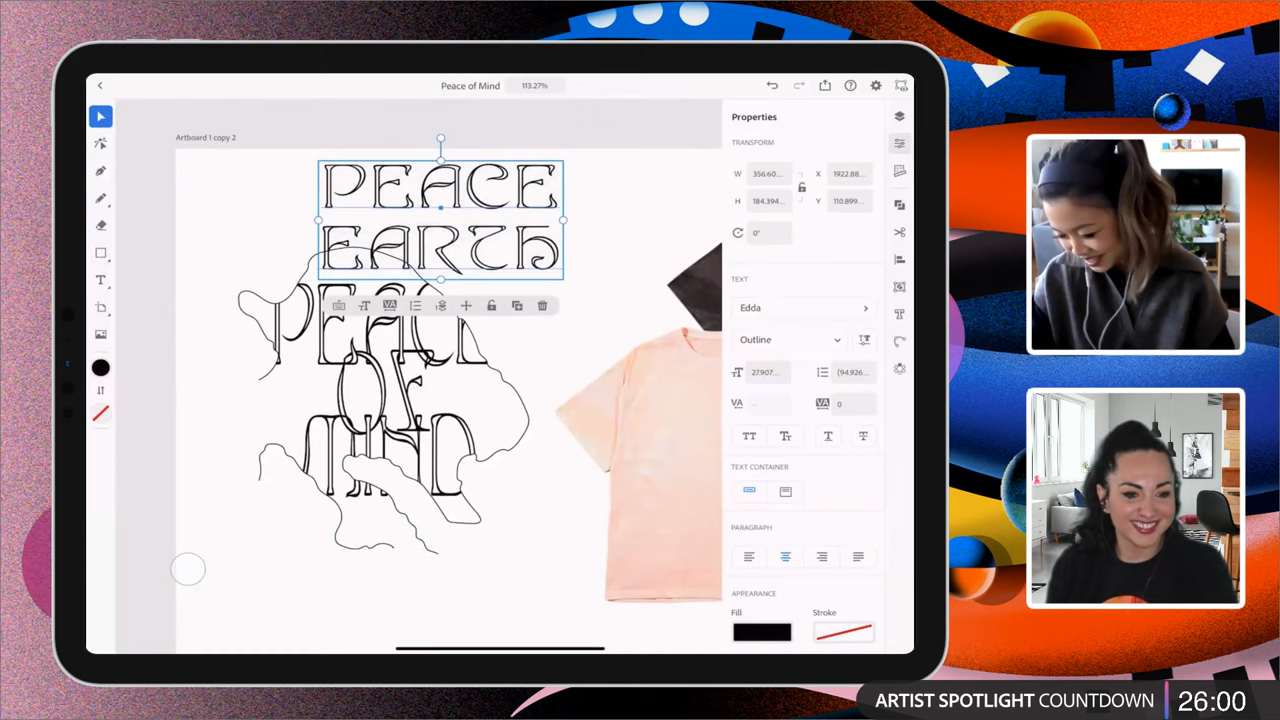 Peace of Mind
113.27%
Artboard 1 copy 2
PEACE
EARTH
PEACE
OF
MIND
Properties
TRANSFORM
W 356.60... X 1922.88...
H 184.394... Y 110.899...
0°
TEXT
Edda
Outline
27.907... (94.926...
VA .. VA 0
TT Tr T T
TEXT CONTAINER
PARAGRAPH
APPEARANCE
Fill Stroke
ARTIST SPOTLIGHT COUNTDOWN 26:00